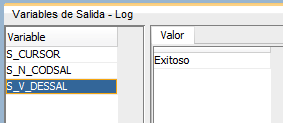 Variables de Salida - Log
Variable
S_CURSOR
S_N_CODSAL
S_V_DESSAL
Valor
Exitoso